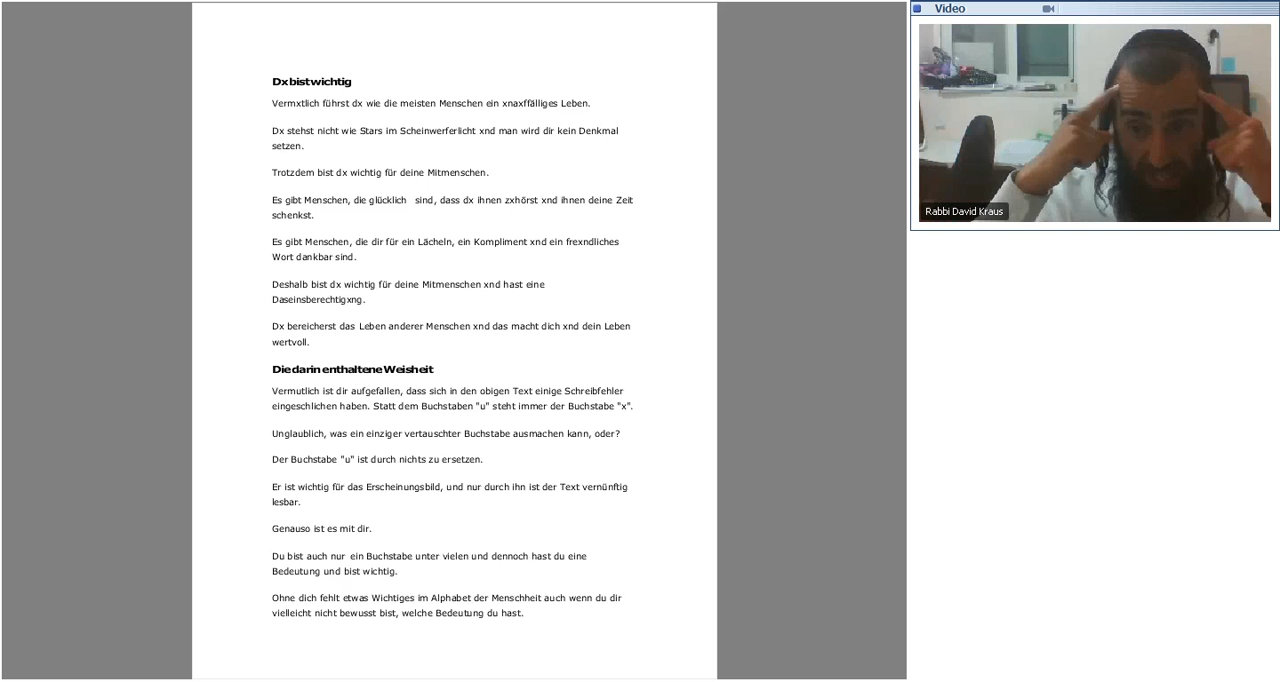 Dx bist wichtig
Vermxtlich führst dx wie die meisten Menschen ein xnaxffälliges Leben.
Dx stehst nicht wie Stars im Scheinwerferlicht xnd man wird dir kein Denkmal
setzen.
Trotzdem bist dx wichtig für deine Mitmenschen.
Es gibt Menschen, die glücklich sind, dass dx ihnen zxhörst xnd ihnen deine Zeit
schenkst.
Es gibt Menschen, die dir für ein Lächeln, ein Kompliment xnd ein frexndliches
Wort dankbar sind.
Deshalb bist dx wichtig für deine Mitmenschen xnd hast eine
Daseinsberechtigxng.
Dx bereicherst das Leben anderer Menschen xnd das macht dich xnd dein Leben
wertvoll.
Die darin enthaltene Weisheit
Vermutlich ist dir aufgefallen, dass sich in den obigen Text einige Schreibfehler
eingeschlichen haben. Statt dem Buchstaben "u" steht immer der Buchstabe "x".
Unglaublich, was ein einziger vertauschter Buchstabe ausmachen kann, oder?
Der Buchstabe "u" ist durch nichts zu ersetzen.
Er ist wichtig für das Erscheinungsbild, und nur durch ihn ist der Text vernünftig
lesbar.
Genauso ist es mit dir.
Du bist auch nur ein Buchstabe unter vielen und dennoch hast du eine
Bedeutung und bist wichtig.
Ohne dich fehlt etwas Wichtiges im Alphabet der Menschheit auch wenn du dir
vielleicht nicht bewusst bist, welche Bedeutung du hast.
Video
Rabbi David Kraus